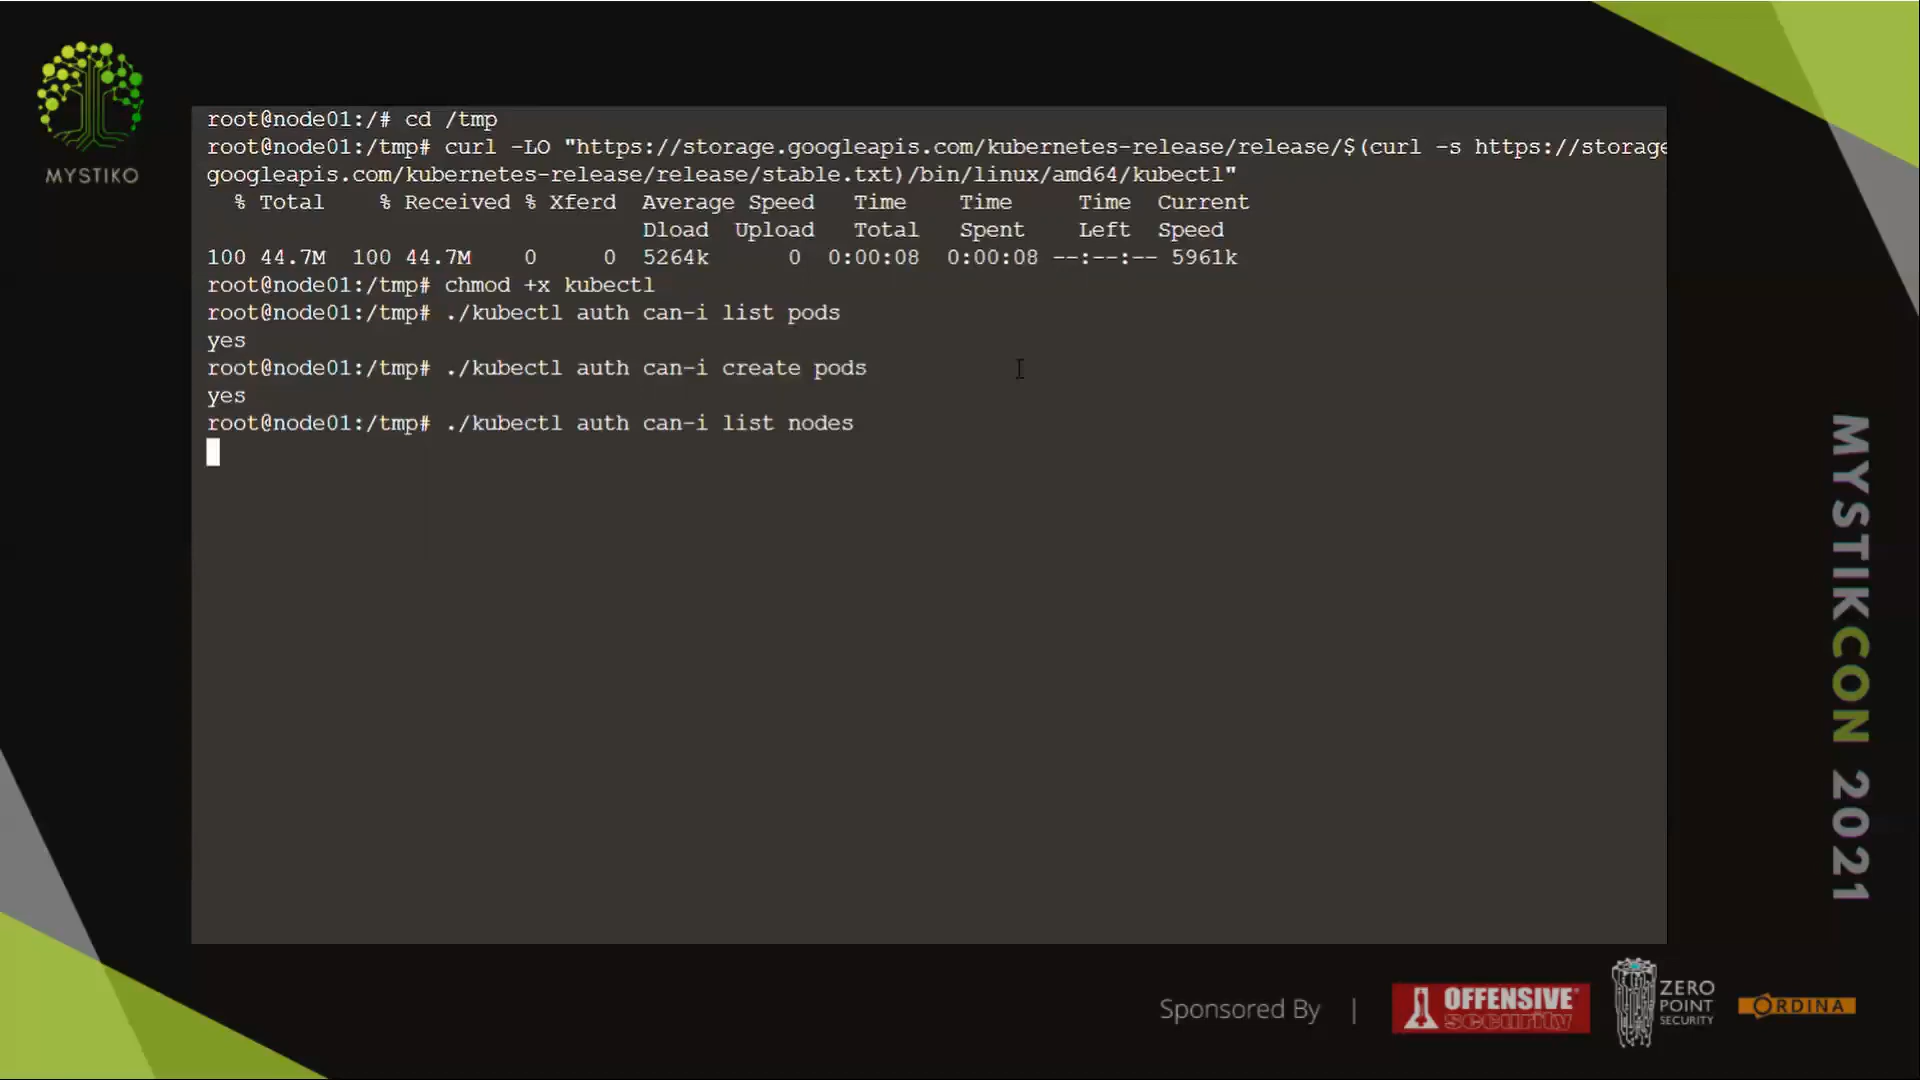 MYSTIKO
root@node01:/# cd /tmp
root@node01:/tmp# curl -LO "https://storage.googleapis.com/kubernetes-release/release/$(curl -s https://storage
googleapis.com/kubernetes-release/release/stable.txt)/bin/linux/amd64/kubectl"
% Total % Received % Xferd Average Speed Time Time Time Current
Dload Upload Total Spent Left Speed
100 44.7M 100 44.7M 0 0 5264k 0 0:00:08 0:00:08 --:--:-- 5961k
root@node01:/tmp# chmod +x kubectl
root@node01:/tmp# ./kubectl auth can-i list pods
yes
root@node01:/tmp# ./kubectl auth can-i create pods
yes
root@node01:/tmp# ./kubectl auth can-i list nodes
MYSTIKCON 2021
Sponsored By |
OFFENSIVE
security
ZERO
POINT
SECURITY
ORDINA